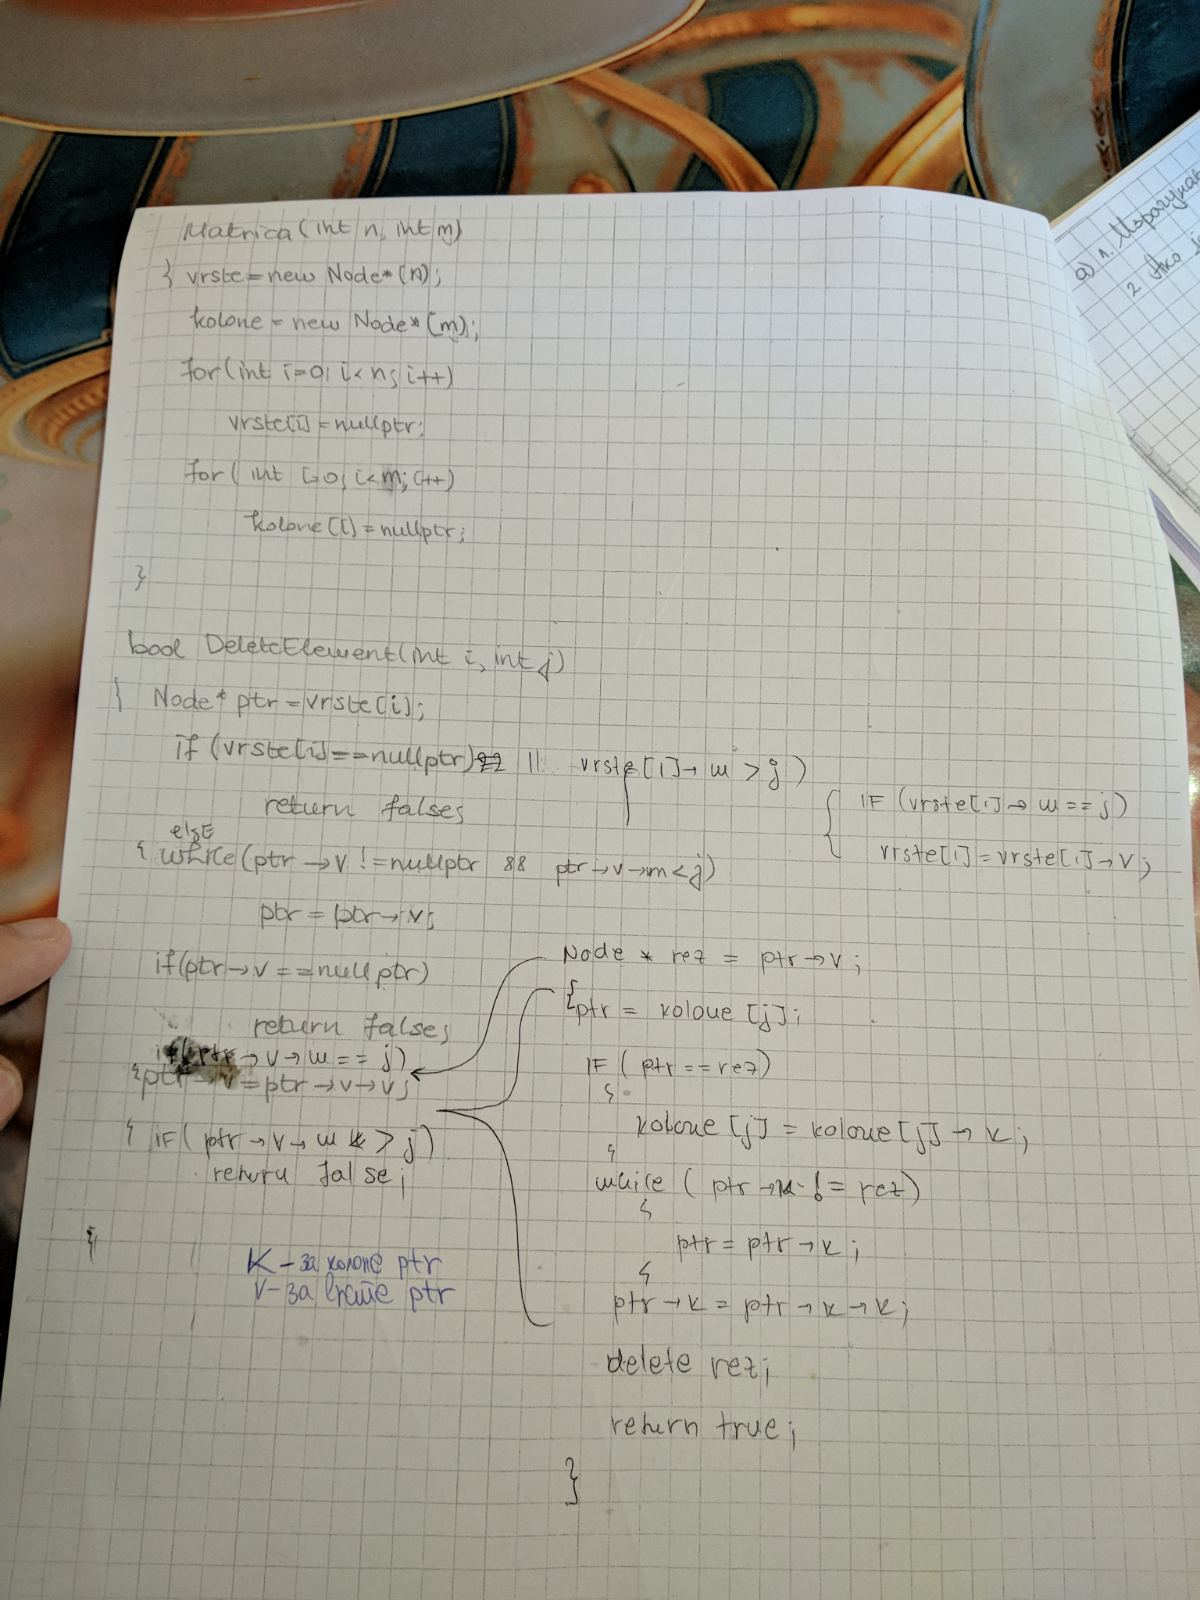 Matrica(int n, int m)
{ vrste=new Node*(n);
kolone=new Node*[m];
for(int i=0; i<n; i++)
vrste[i]=nullptr;
for( int i=0; i<m; i++)
kolone[i]=nullptr;
}
bool DeleteElement(int i, int j)
{ Node* ptr=vrste[i];
if (vrste[i]==nullptr) || vrste[i]→m>j)
return false;
{ IF (vrste[i]→m==j)
vrste[i]=vrste[i]→v;
else
{ while(ptr→v!=nullptr && ptr→v→m<j)
ptr=ptr→v;
if(ptr→v==nullptr)
return false;
if(ptr→v→m==j)
{ptr→v=ptr→v→v;
{ IF(ptr→v→m>j)
return false;
Node * rez = ptr→v;
{ptr = kolone [j];
IF ( ptr==rez)
{
kolone [j] = kolone[j]→k;
}
while ( ptr→k != rez)
{
ptr=ptr→k;
}
ptr→k = ptr→k→k;
delete rez;
return true;
}
K-за колоне ptr
V-за врсте ptr
а) 1. Израчунат
2 Ако